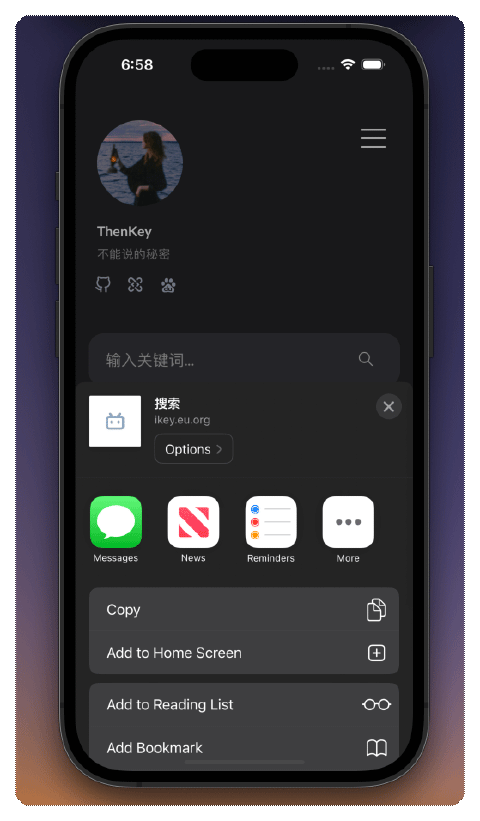 6:58
ThenKey
不能说的秘密
输入关键词...
搜索
ikey.eu.org
Options
Messages
News
Reminders
More
Copy
Add to Home Screen
Add to Reading List
Add Bookmark